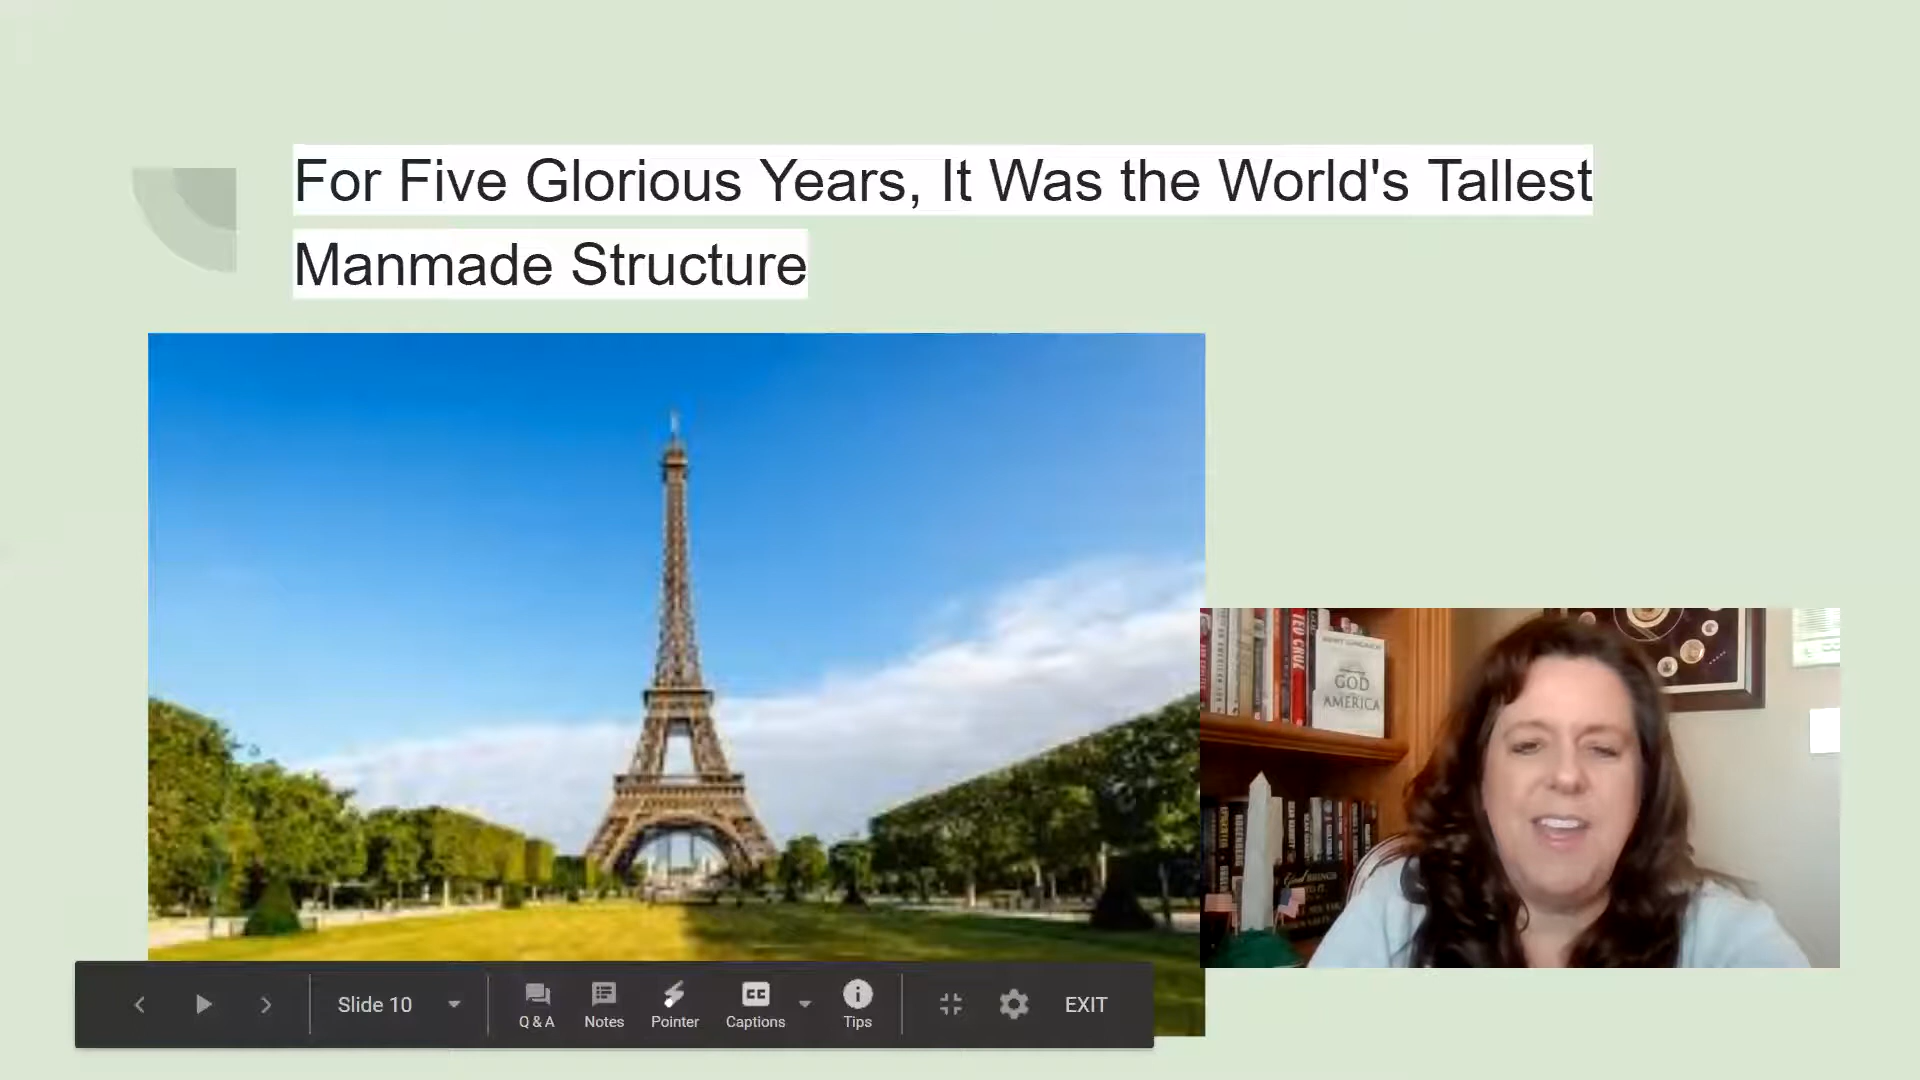 For Five Glorious Years, It Was the World's Tallest
Manmade Structure
TED CRUZ
GOD
AMERICA
Slide 10
Q & A
Notes
CC
Pointer
Captions
Tips
EXIT